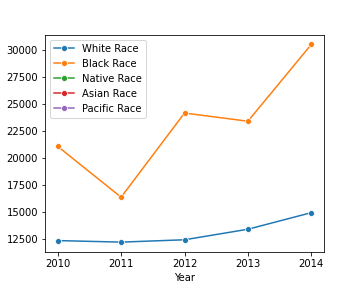 30000
27500
25000
22500
20000
17500
15000
12500
White Race
Black Race
Native Race
Asian Race
Pacific Race
2010 2011 2012 2013 2014
Year